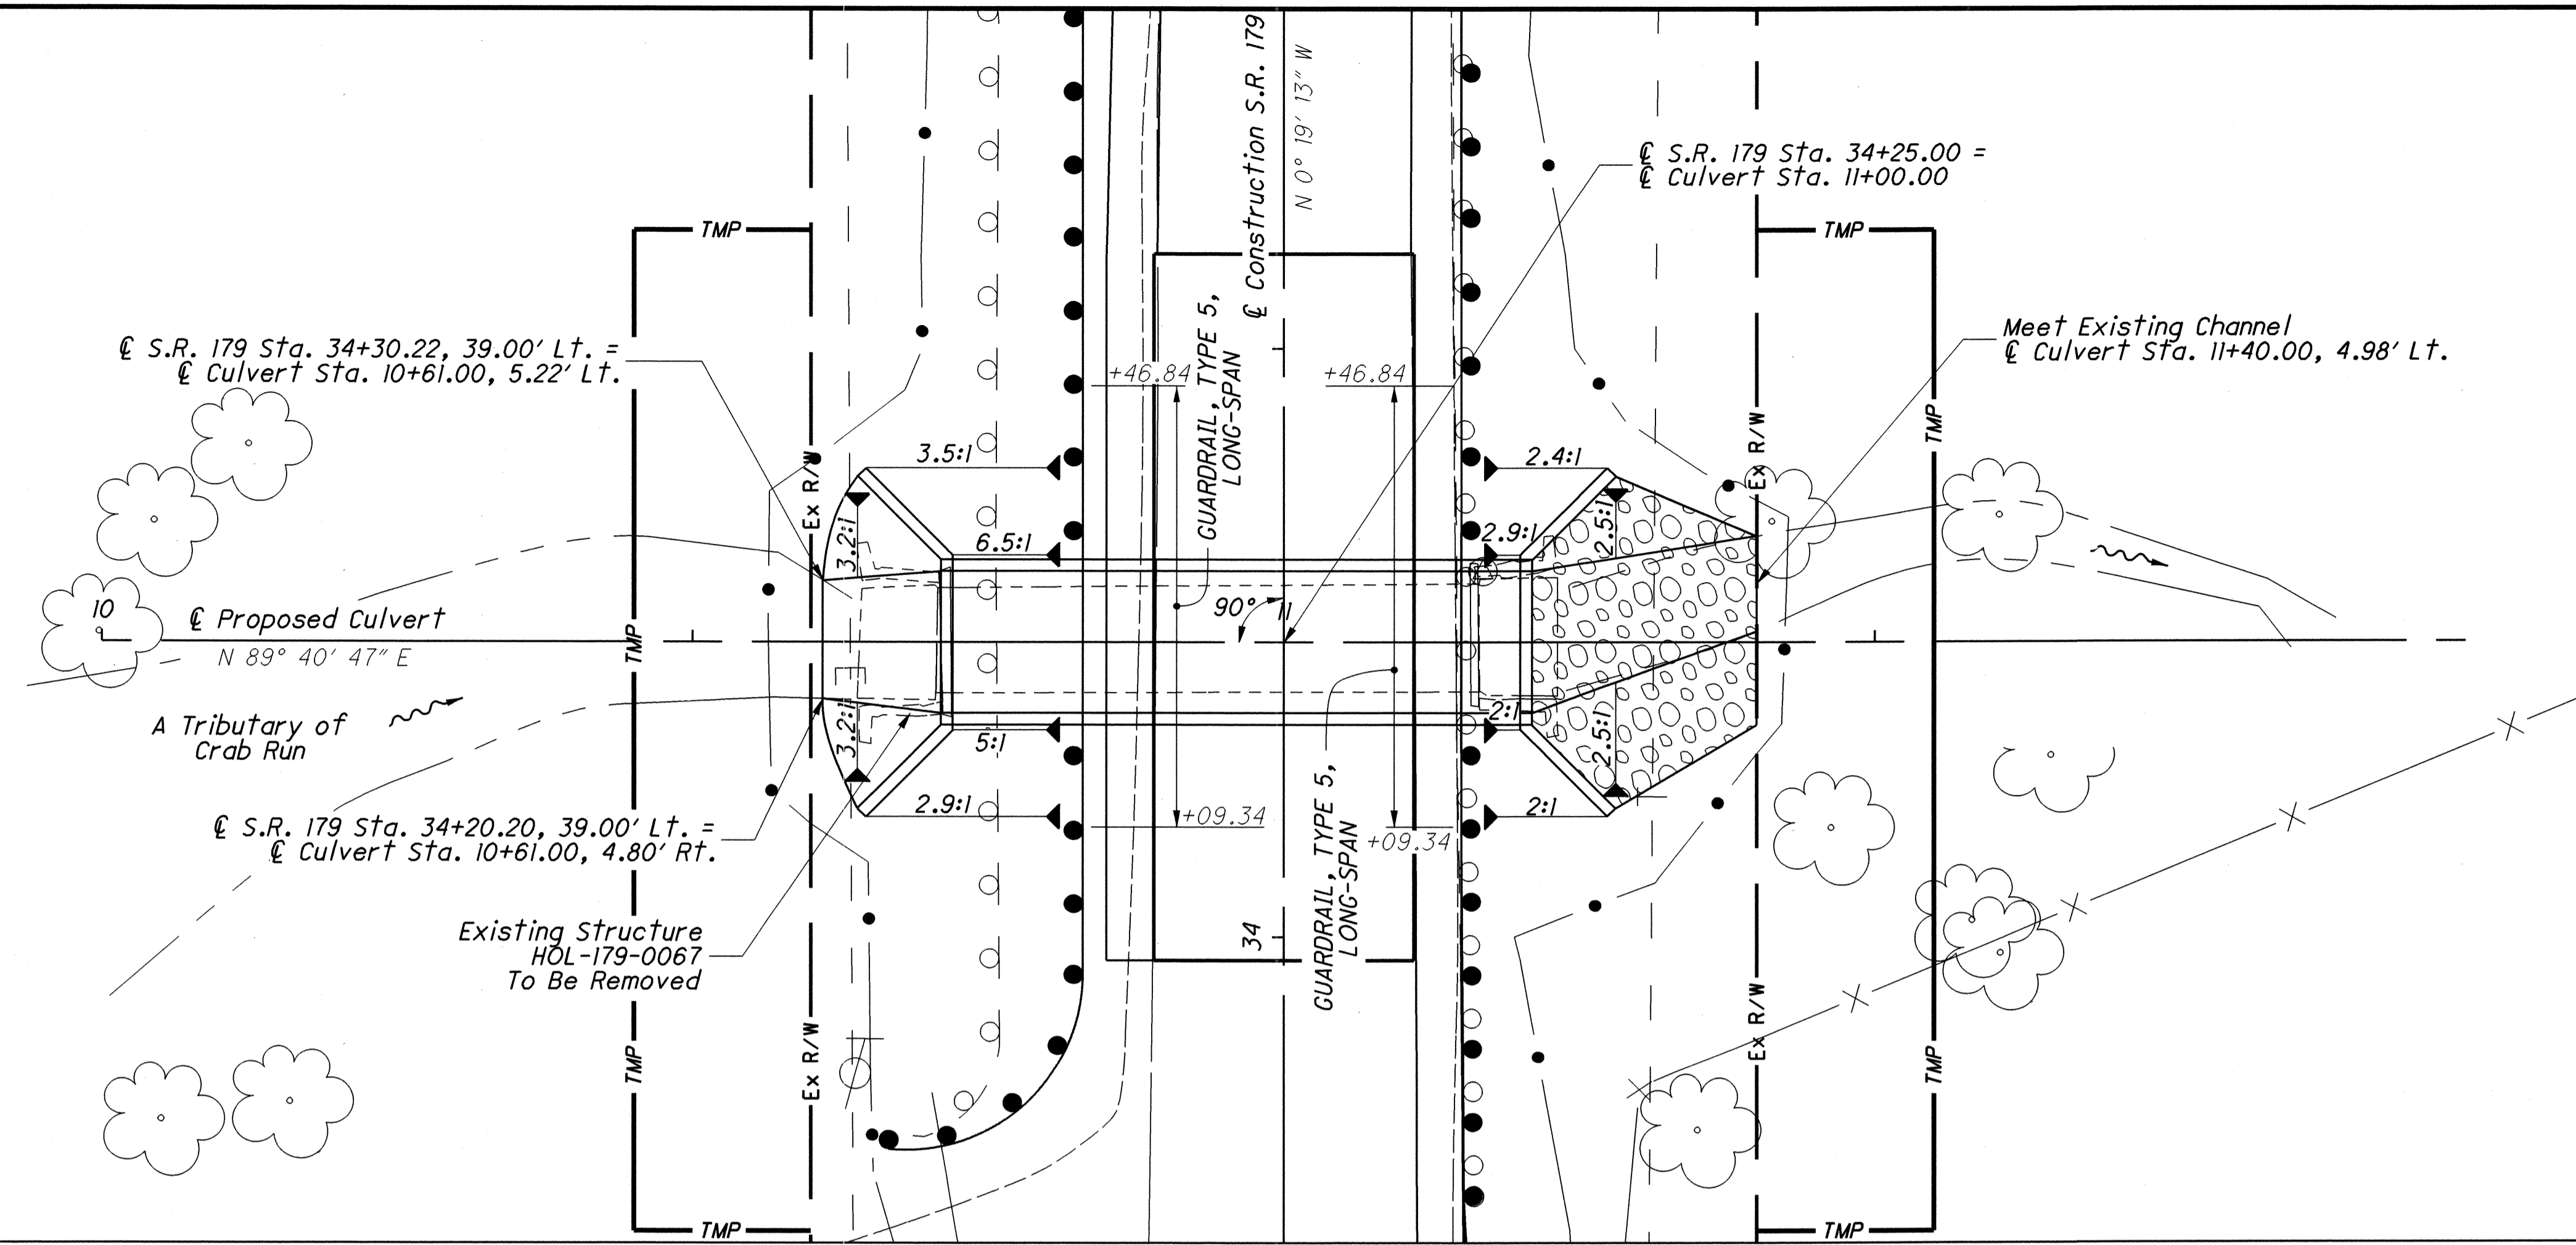 ℄ Construction S.R. 179
N 0° 19' 13" W
℄ S.R. 179 Sta. 34+25.00 =
℄ Culvert Sta. 11+00.00
TMP
TMP
℄ S.R. 179 Sta. 34+30.22, 39.00' Lt. =
℄ Culvert Sta. 10+61.00, 5.22' Lt.
Meet Existing Channel
℄ Culvert Sta. 11+40.00, 4.98' Lt.
GUARDRAIL, TYPE 5,
LONG-SPAN
+46.84
+46.84
TMP
Ex R/W
Ex R/W
3.5:1
2.4:1
3.2:1
6.5:1
2.9:1
2.5:1
10
℄ Proposed Culvert
N 89° 40' 47" E
90°
11
TMP
A Tributary of
Crab Run
3.2:1
5:1
2:1
2.5:1
2.9:1
2:1
+09.34
+09.34
℄ S.R. 179 Sta. 34+20.20, 39.00' Lt. =
℄ Culvert Sta. 10+61.00, 4.80' Rt.
GUARDRAIL, TYPE 5,
LONG-SPAN
Existing Structure
HOL-179-0067
To Be Removed
34
TMP
Ex R/W
Ex R/W
TMP
TMP
TMP